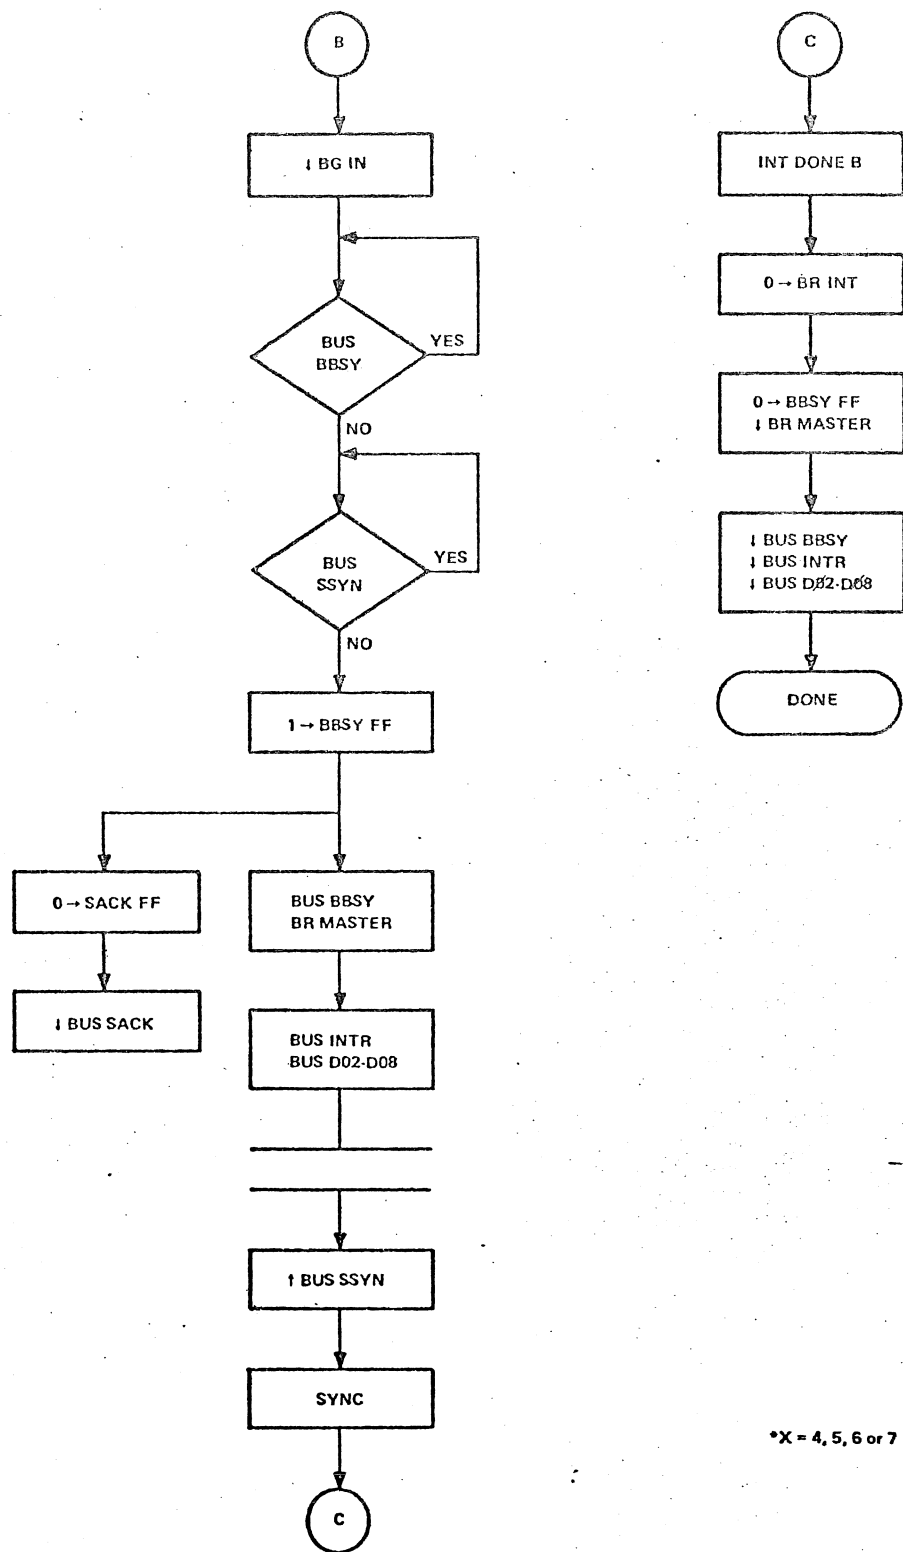 B
↓ BG IN
BUS
BBSY
YES
NO
BUS
SSYN
YES
NO
1 → BBSY FF
0 → SACK FF
↓ BUS SACK
BUS BBSY
BR MASTER
BUS INTR
BUS D02-D08
↑ BUS SSYN
SYNC
C
C
INT DONE B
0 → BR INT
0 → BBSY FF
↓ BR MASTER
↓ BUS BBSY
↓ BUS INTR
↓ BUS D02-D08
DONE
*X = 4, 5, 6 or 7